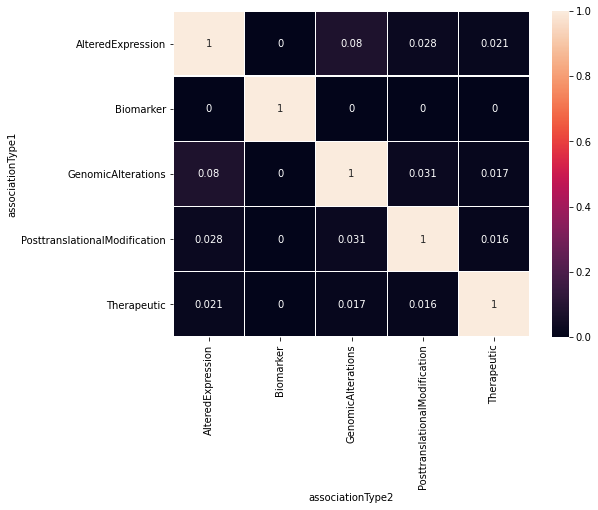 AlteredExpression 1 0 0.08 0.028 0.021
Biomarker 0 1 0 0 0
GenomicAlterations 0.08 0 1 0.031 0.017
PosttranslationalModification 0.028 0 0.031 1 0.016
Therapeutic 0.021 0 0.017 0.016 1
associationType1
AlteredExpression
Biomarker
GenomicAlterations
PosttranslationalModification
Therapeutic
associationType2
1.0
0.8
0.6
0.4
0.2
0.0